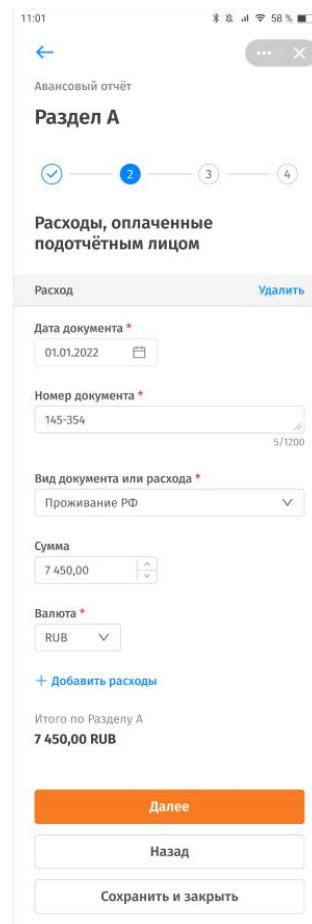 11:01
58 %
Авансовый отчёт
Раздел А
2
3
4
Расходы, оплаченные
подотчётным лицом
Расход
Удалить
Дата документа *
01.01.2022
Номер документа *
145-354
5/1200
Вид документа или расхода *
Проживание РФ
Сумма
7 450,00
Валюта *
RUB
+ Добавить расходы
Итого по Разделу А
7 450,00 RUB
Далее
Назад
Сохранить и закрыть